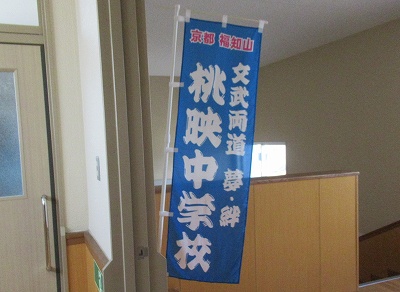 京都 福知山
文武両道 夢・絆
桃映中学校